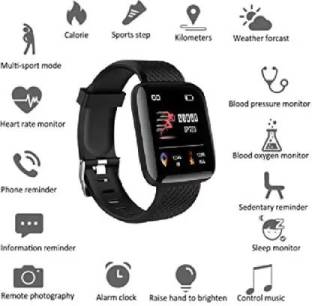 Calorie
Sports step
Kilometers
Weather forcast
Multi-sport mode
Blood pressure monitor
Heart rate monitor
Blood oxygen monitor
Phone reminder
Sedentary reminder
Sleep monitor
Information reminder
Remote photography
Alarm clock
Raise hand to brighten
Control music